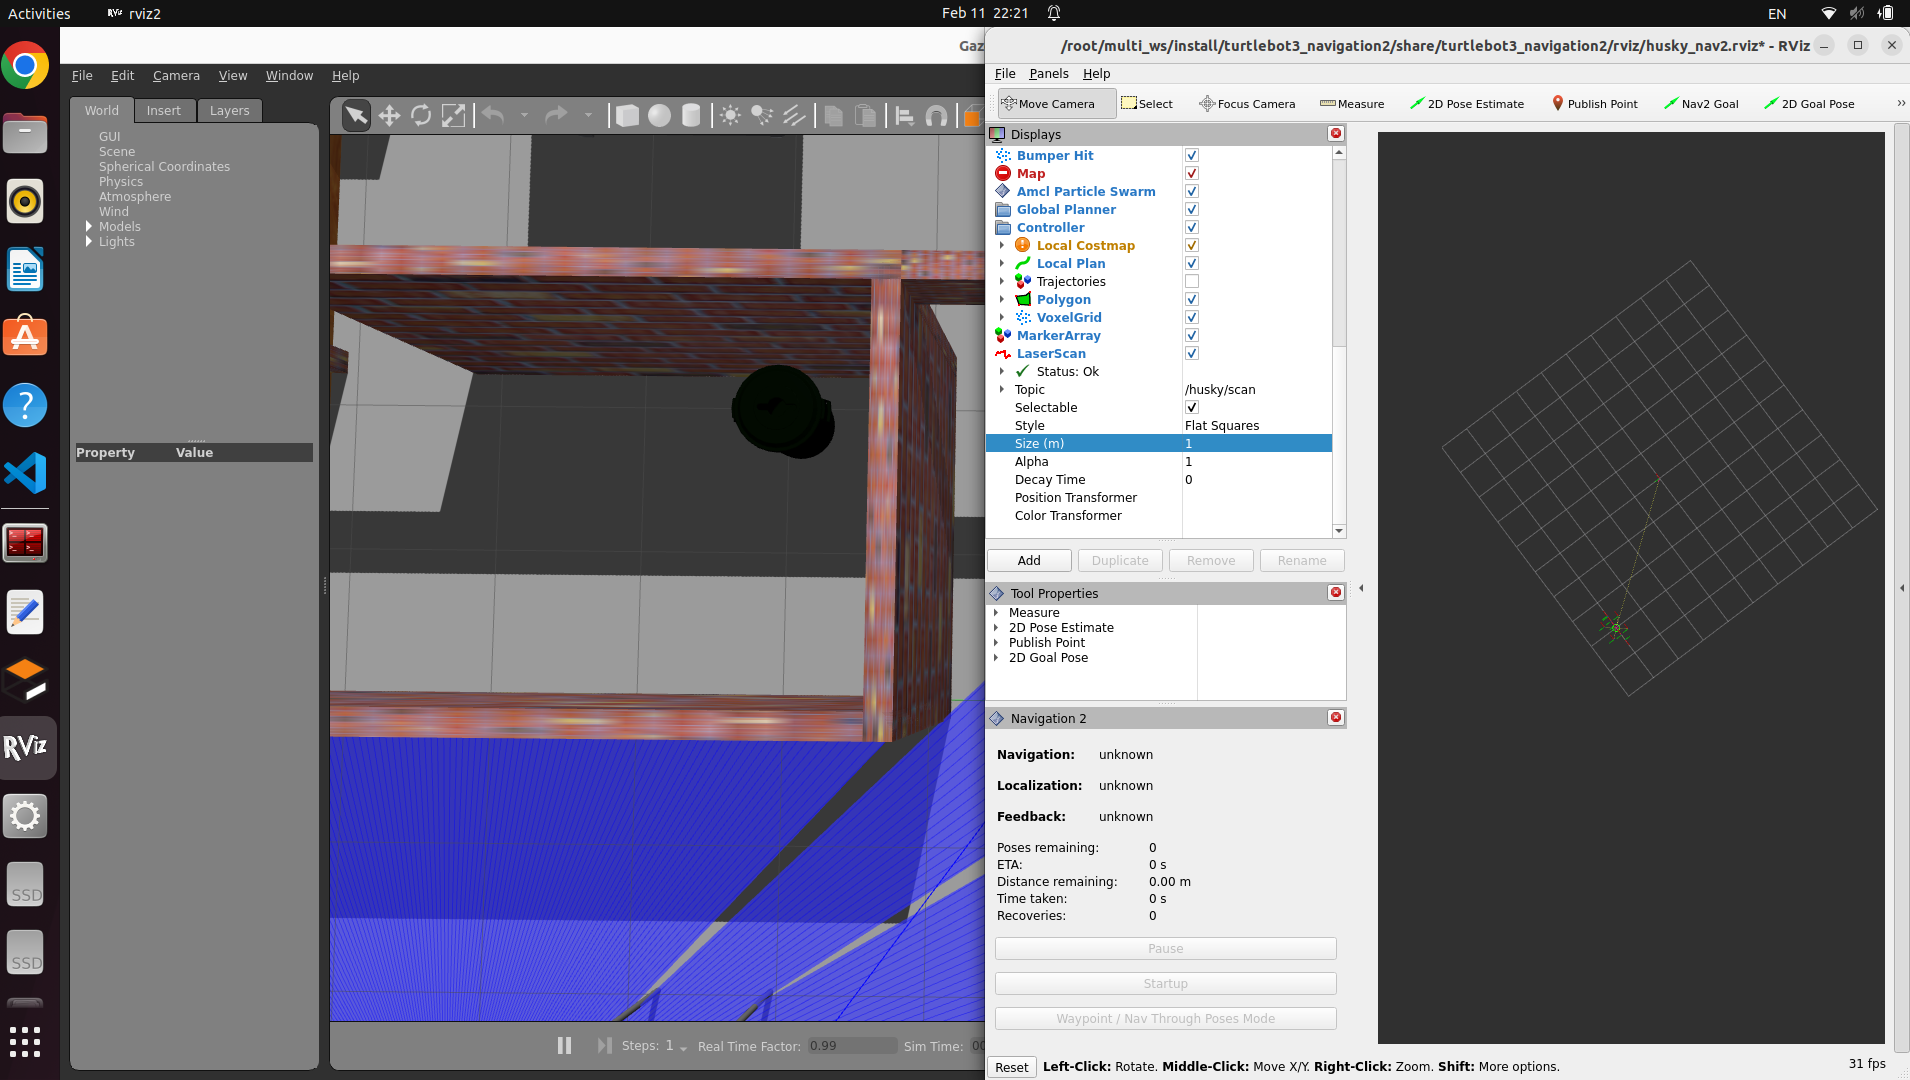 Activities
rviz2
Feb 11 22:21
EN
Gaz
File Edit Camera View Window Help
World Insert Layers
GUI
Scene
Spherical Coordinates
Physics
Atmosphere
Wind
Models
Lights
Property Value
Steps: 1
Real Time Factor: 0.99
Sim Time: 00
RViz
SSD
SSD
/root/multi_ws/install/turtlebot3_navigation2/share/turtlebot3_navigation2/rviz/husky_nav2.rviz* - RViz
File Panels Help
Move Camera Select Focus Camera Measure 2D Pose Estimate Publish Point Nav2 Goal 2D Goal Pose
Displays
Bumper Hit
Map
Amcl Particle Swarm
Global Planner
Controller
Local Costmap
Local Plan
Trajectories
Polygon
VoxelGrid
MarkerArray
LaserScan
Status: Ok
Topic /husky/scan
Selectable
Style Flat Squares
Size (m) 1
Alpha 1
Decay Time 0
Position Transformer
Color Transformer
Add Duplicate Remove Rename
Tool Properties
Measure
2D Pose Estimate
Publish Point
2D Goal Pose
Navigation 2
Navigation: unknown
Localization: unknown
Feedback: unknown
Poses remaining: 0
ETA: 0 s
Distance remaining: 0.00 m
Time taken: 0 s
Recoveries: 0
Pause
Startup
Waypoint / Nav Through Poses Mode
Reset Left-Click: Rotate. Middle-Click: Move X/Y. Right-Click: Zoom. Shift: More options.
31 fps